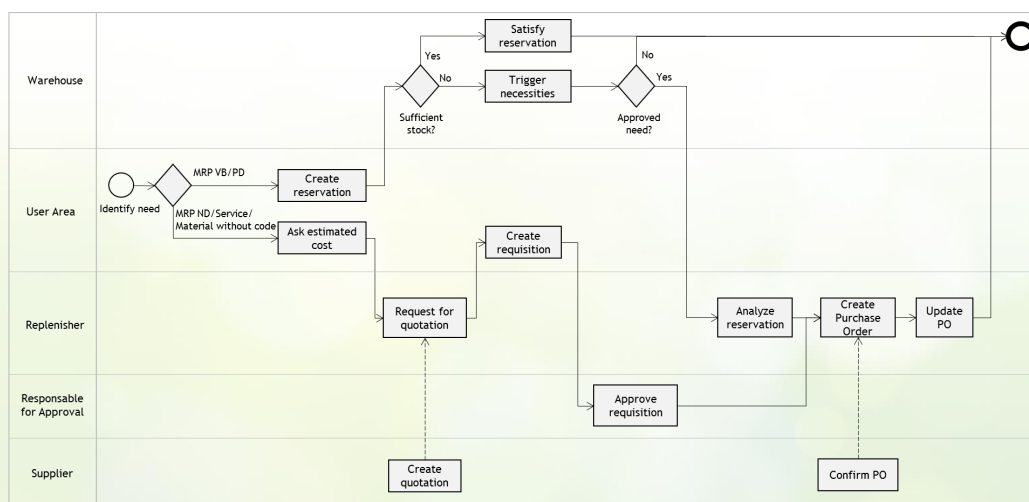 Warehouse
Satisfy
reservation
Yes
No
Trigger
necessities
Sufficient
stock?
No
Yes
Approved
need?
User Area
Identify need
MRP VB/PD
Create
reservation
MRP ND/Service/
Material without code
Ask estimated
cost
Create
requisition
Replenisher
Request for
quotation
Analyze
reservation
Create
Purchase
Order
Update
PO
Responsable
for Approval
Approve
requisition
Supplier
Create
quotation
Confirm PO